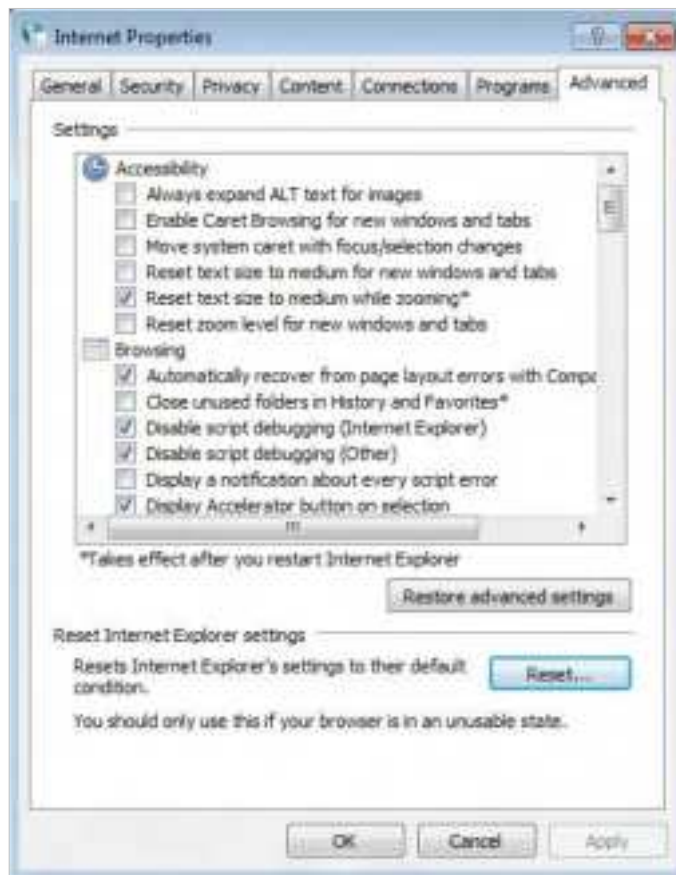 Internet Properties
General Security Privacy Content Connections Programs Advanced
Settings
Accessibility
Always expand ALT text for images
Enable Caret Browsing for new windows and tabs
Move system caret with focus/selection changes
Reset text size to medium for new windows and tabs
Reset text size to medium while zooming*
Reset zoom level for new windows and tabs
Browsing
Automatically recover from page layout errors with Compa
Close unused folders in History and Favorites*
Disable script debugging (Internet Explorer)
Disable script debugging (Other)
Display a notification about every script error
Display Accelerator button on selection
*Takes effect after you restart Internet Explorer
Restore advanced settings
Reset Internet Explorer settings
Resets Internet Explorer's settings to their default
condition.
Reset...
You should only use this if your browser is in an unusable state.
OK Cancel Apply